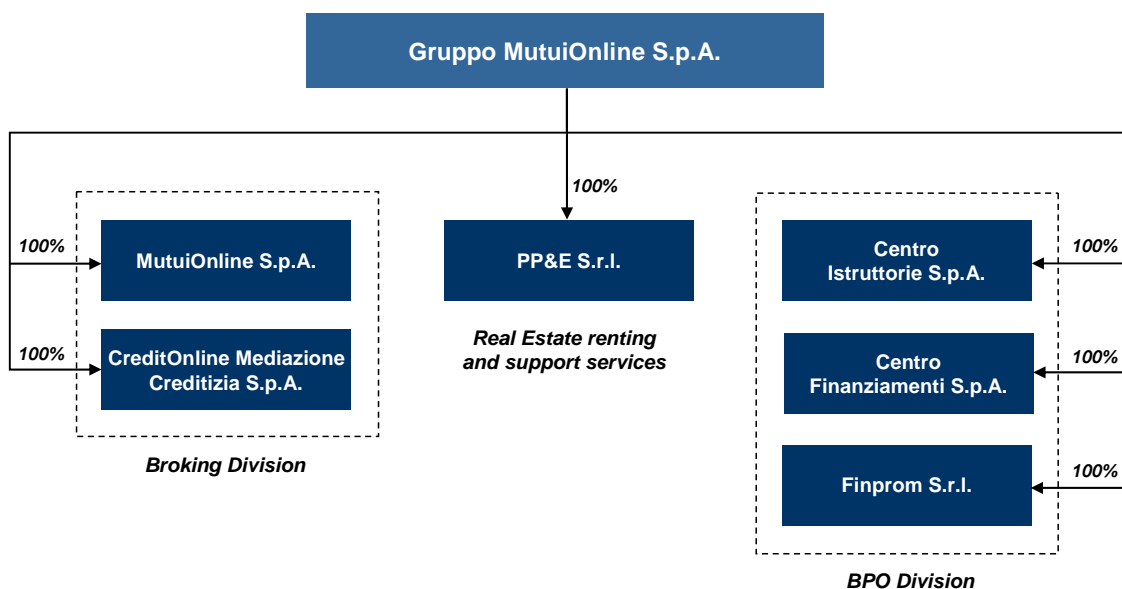 Gruppo MutuiOnline S.p.A.
100%
100%
MutuiOnline S.p.A.
100%
CreditOnline Mediazione
Creditizia S.p.A.
Broking Division
PP&E S.r.l.
Real Estate renting
and support services
Centro
Istruttorie S.p.A.
100%
Centro
Finanziamenti S.p.A.
100%
Finprom S.r.l.
100%
BPO Division